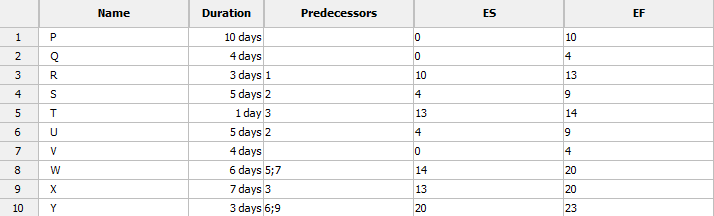 Name Duration Predecessors ES EF
1 P 10 days 0 10
2 Q 4 days 0 4
3 R 3 days 1 10 13
4 S 5 days 2 4 9
5 T 1 day 3 13 14
6 U 5 days 2 4 9
7 V 4 days 0 4
8 W 6 days 5;7 14 20
9 X 7 days 3 13 20
10 Y 3 days 6;9 20 23